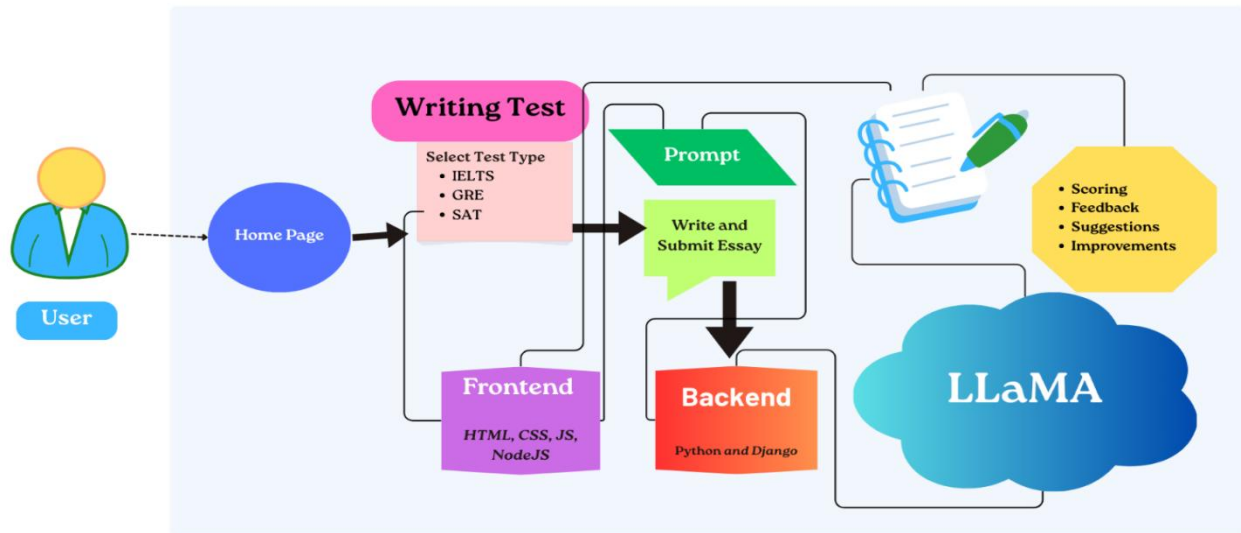 User
Home Page
Writing Test
Select Test Type
• IELTS
• GRE
• SAT
Prompt
Write and
Submit Essay
Frontend
HTML, CSS, JS,
NodeJS
Backend
Python and Django
• Scoring
• Feedback
• Suggestions
• Improvements
LLaMA